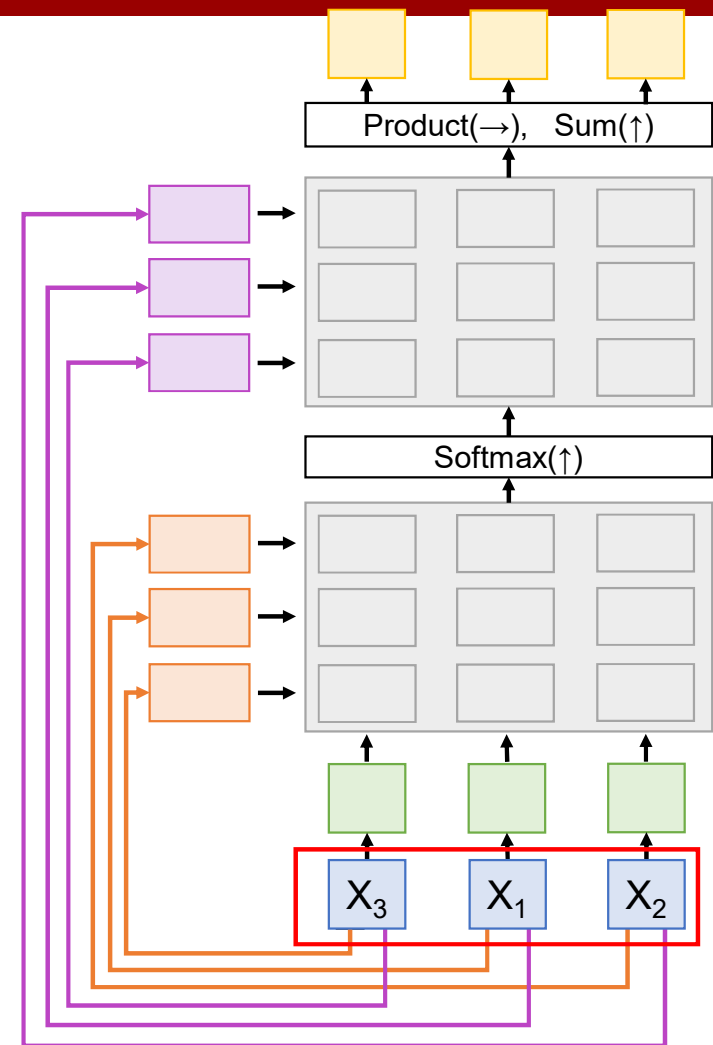 Product(→), Sum(↑)
Softmax(↑)
X₃ X₁ X₂